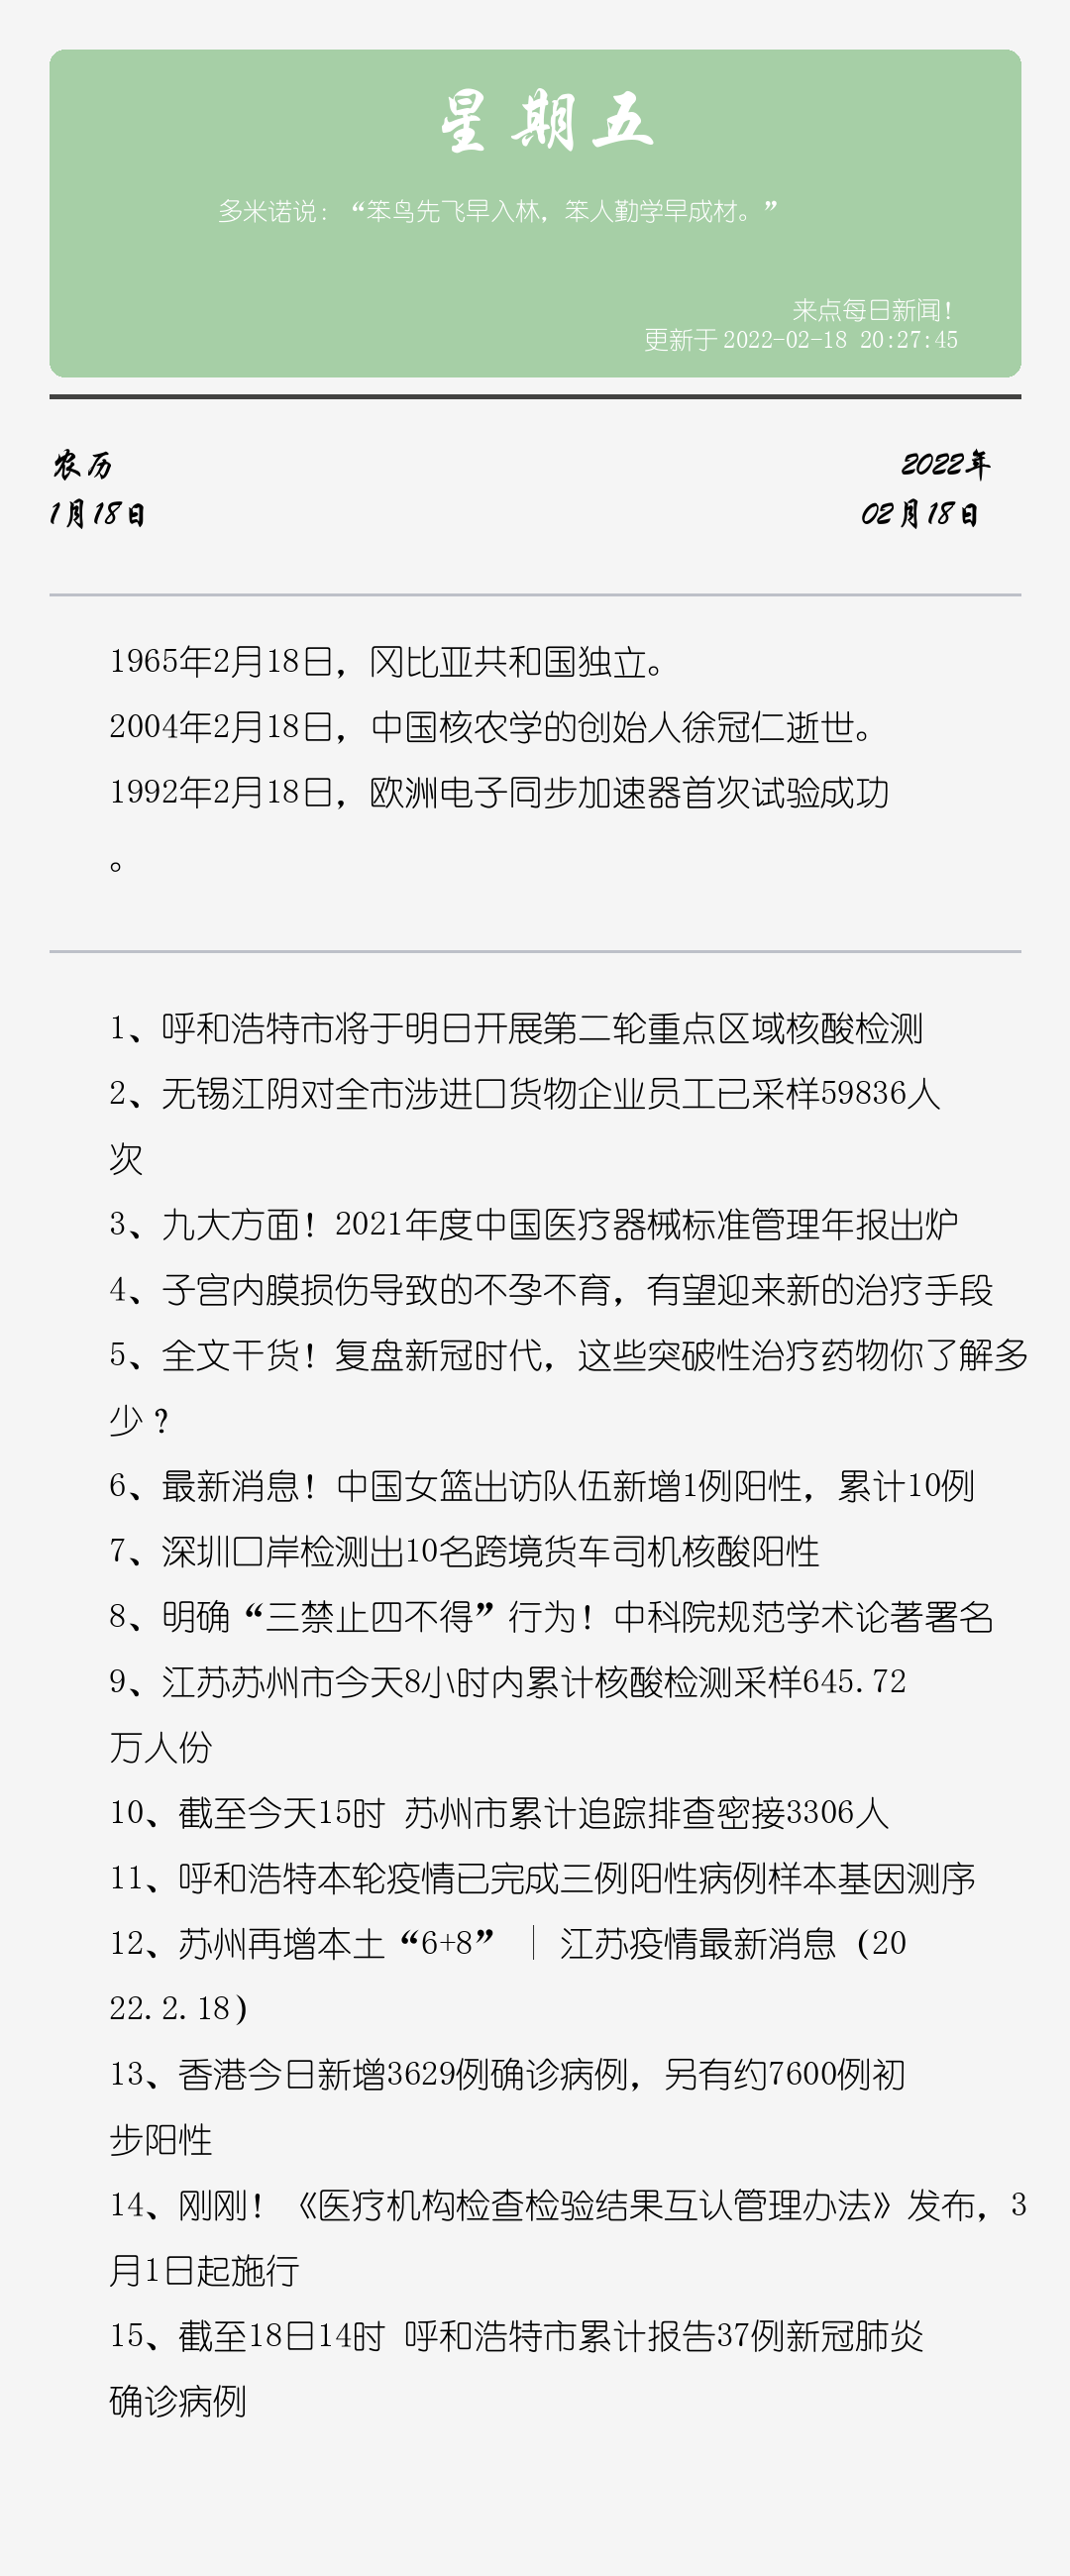 星期五
多米诺说：“笨鸟先飞早入林，笨人勤学早成材。”
来点每日新闻！
更新于 2022-02-18 20:27:45
农历
2022年
1月18日
02月18日
1965年2月18日，冈比亚共和国独立。
2004年2月18日，中国核农学的创始人徐冠仁逝世。
1992年2月18日，欧洲电子同步加速器首次试验成功
。
1、呼和浩特市将于明日开展第二轮重点区域核酸检测
2、无锡江阴对全市涉进口货物企业员工已采样59836人
次
3、九大方面！2021年度中国医疗器械标准管理年报出炉
4、子宫内膜损伤导致的不孕不育，有望迎来新的治疗手段
5、全文干货！复盘新冠时代，这些突破性治疗药物你了解多
少？
6、最新消息！中国女篮出访队伍新增1例阳性，累计10例
7、深圳口岸检测出10名跨境货车司机核酸阳性
8、明确“三禁止四不得”行为！中科院规范学术论著署名
9、江苏苏州市今天8小时内累计核酸检测采样645.72
万人份
10、截至今天15时 苏州市累计追踪排查密接3306人
11、呼和浩特本轮疫情已完成三例阳性病例样本基因测序
12、苏州再增本土“6+8” │ 江苏疫情最新消息（20
22.2.18）
13、香港今日新增3629例确诊病例，另有约7600例初
步阳性
14、刚刚！《医疗机构检查检验结果互认管理办法》发布，3
月1日起施行
15、截至18日14时 呼和浩特市累计报告37例新冠肺炎
确诊病例